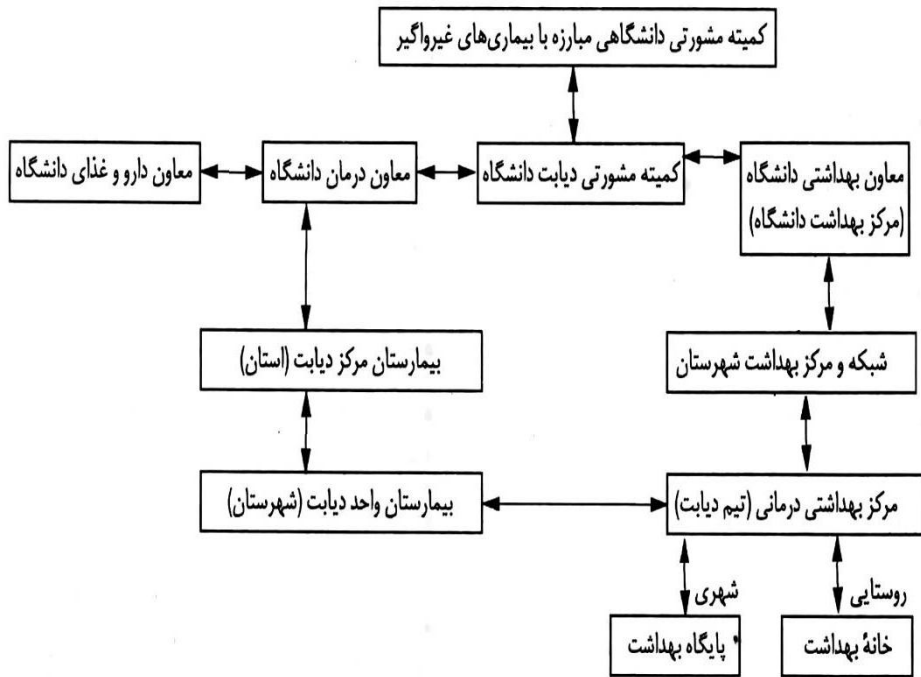 کمیته مشورتی دانشگاهی مبارزه با بیماری‌های غیرواگیر
معاون بهداشتی دانشگاه
(مرکز بهداشت دانشگاه)
کمیته مشورتی دیابت دانشگاه
معاون درمان دانشگاه
معاون دارو و غذای دانشگاه
شبکه و مرکز بهداشت شهرستان
بیمارستان مرکز دیابت (استان)
مرکز بهداشتی درمانی (تیم دیابت)
بیمارستان واحد دیابت (شهرستان)
روستایی
شهری
خانهٔ بهداشت
پایگاه بهداشت